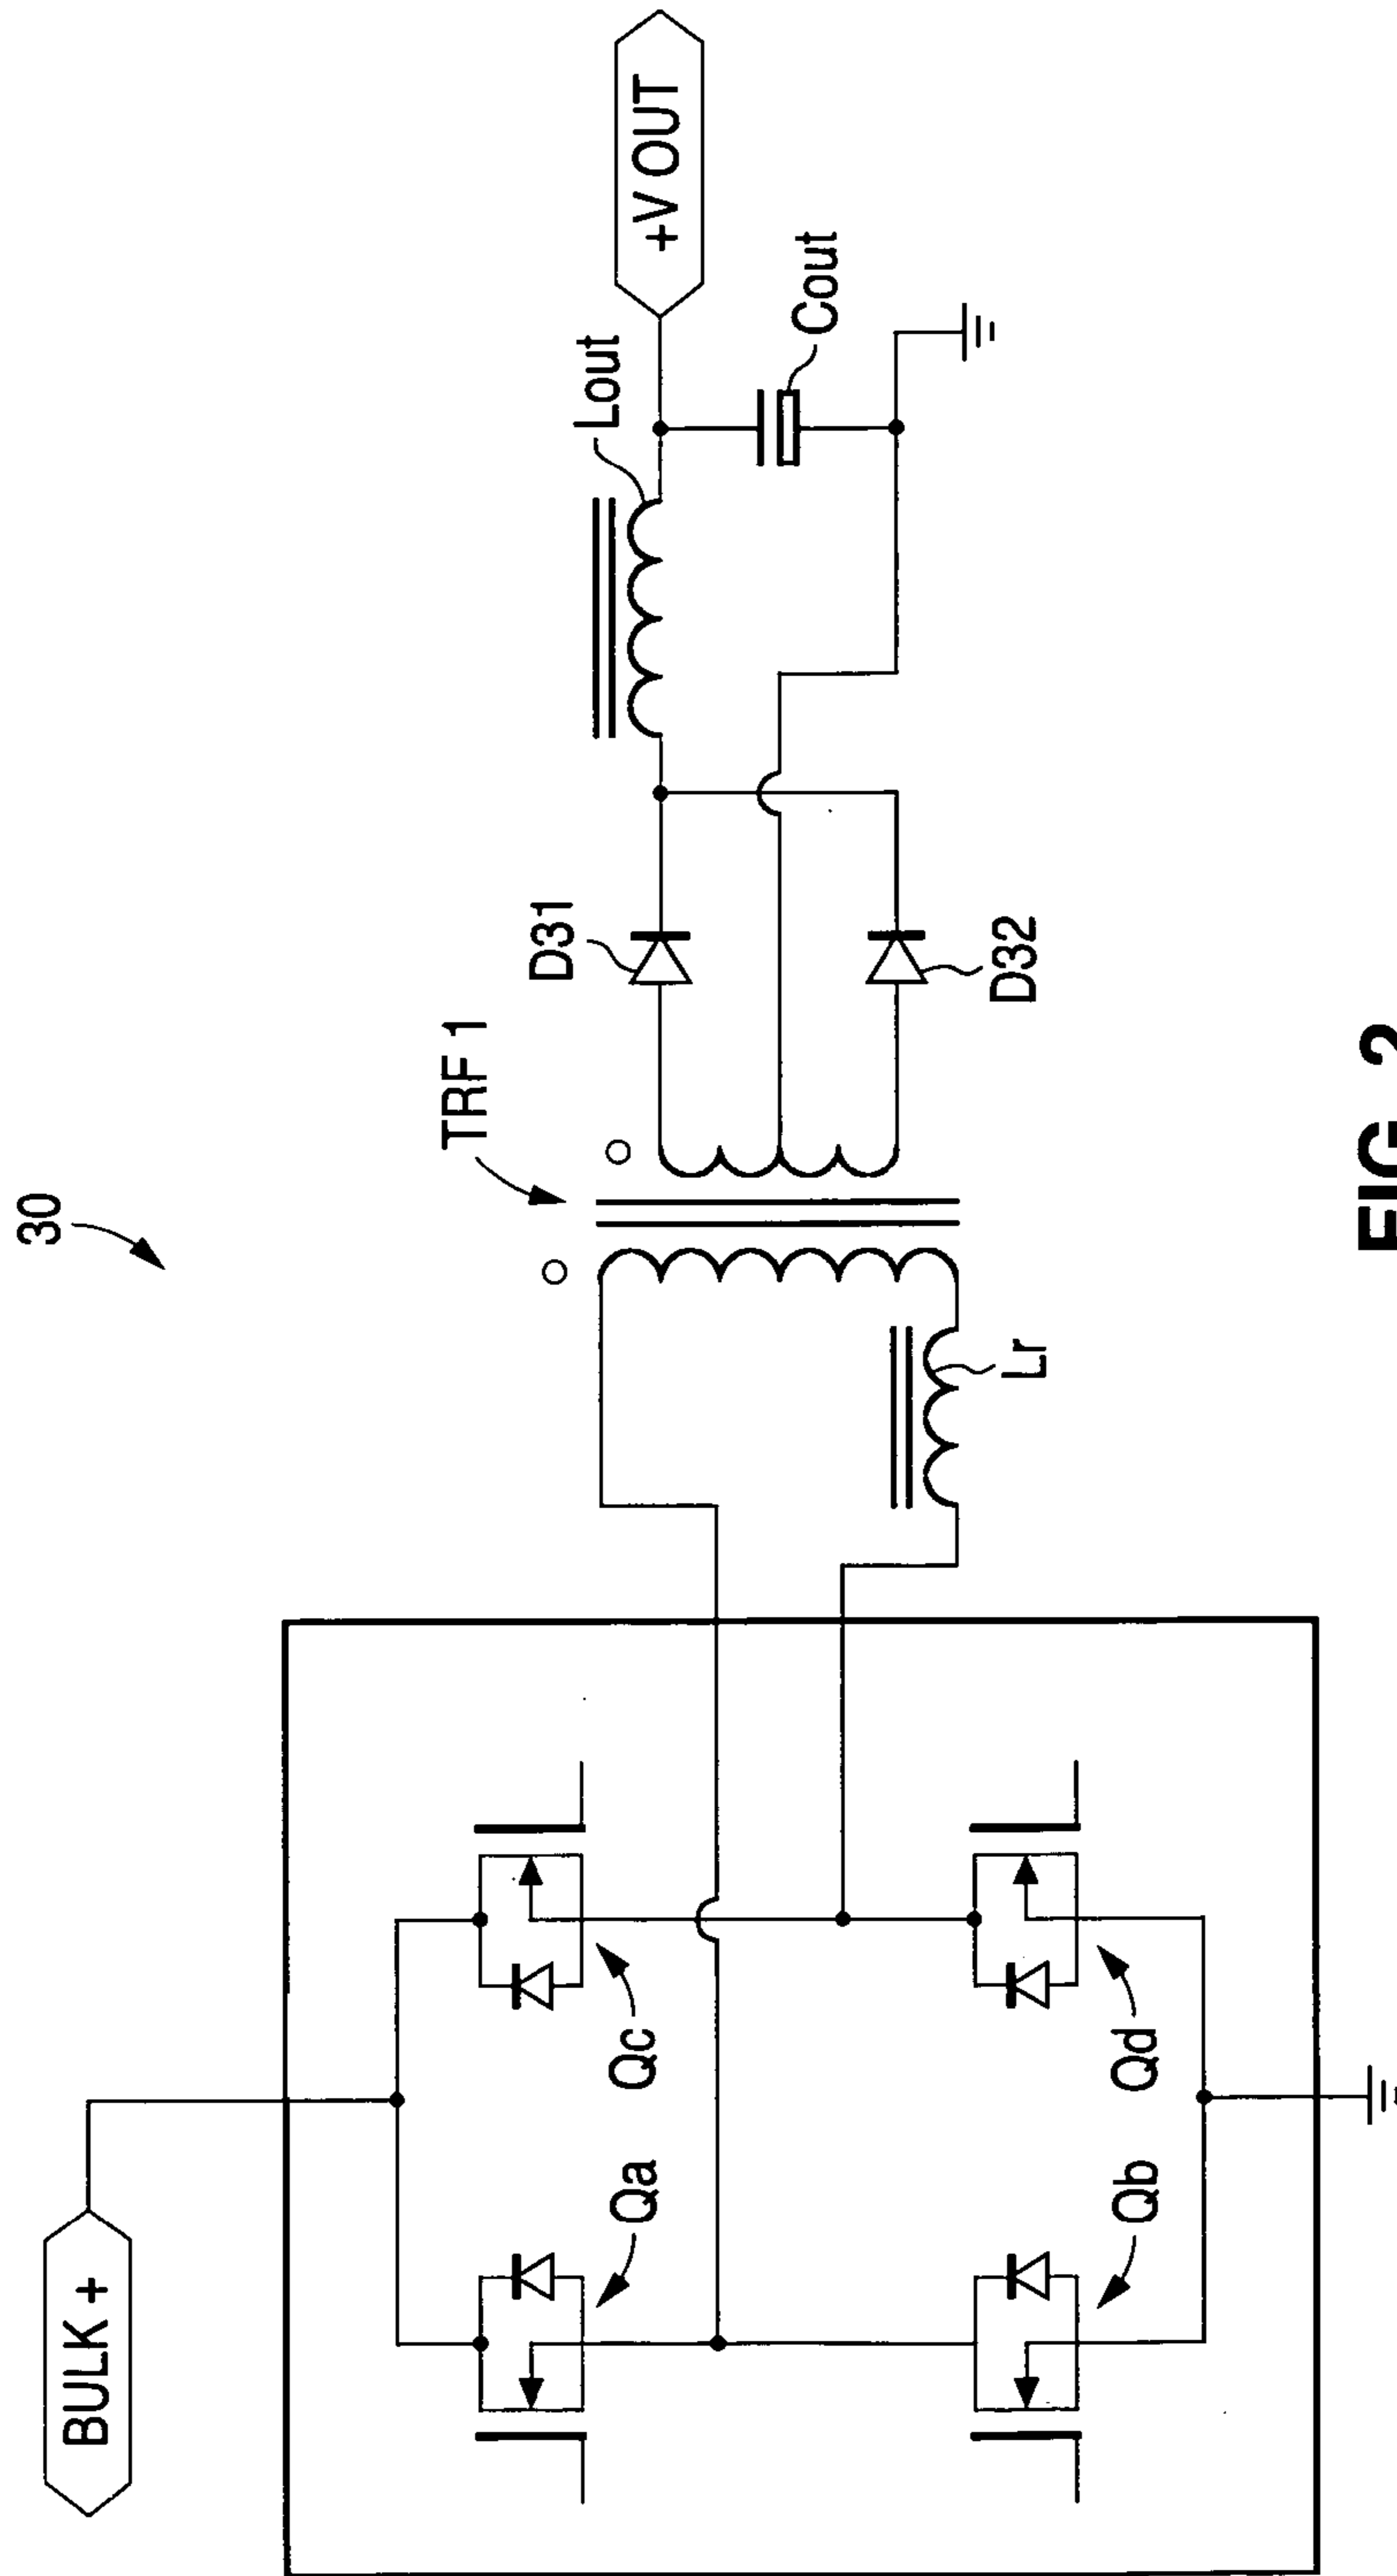 30
BULK +
Qa
Qc
Qb
Qd
TRF 1
Lr
D31
D32
Lout
Cout
+V OUT
FIG. 2